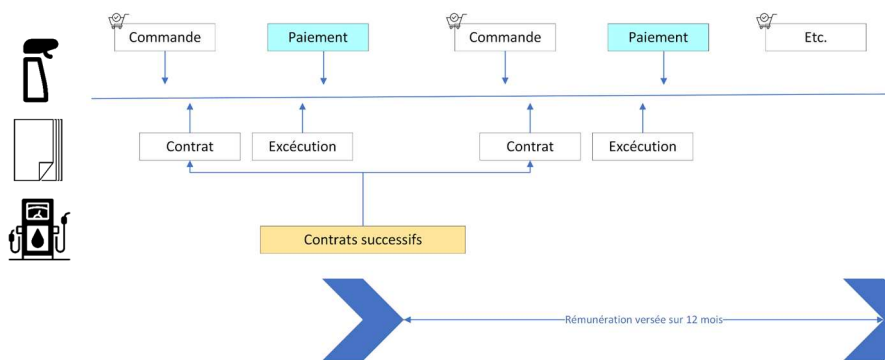 Commande
Paiement
Commande
Paiement
Etc.
Contrat
Excécution
Contrat
Excécution
Contrats successifs
Rémunération versée sur 12 mois